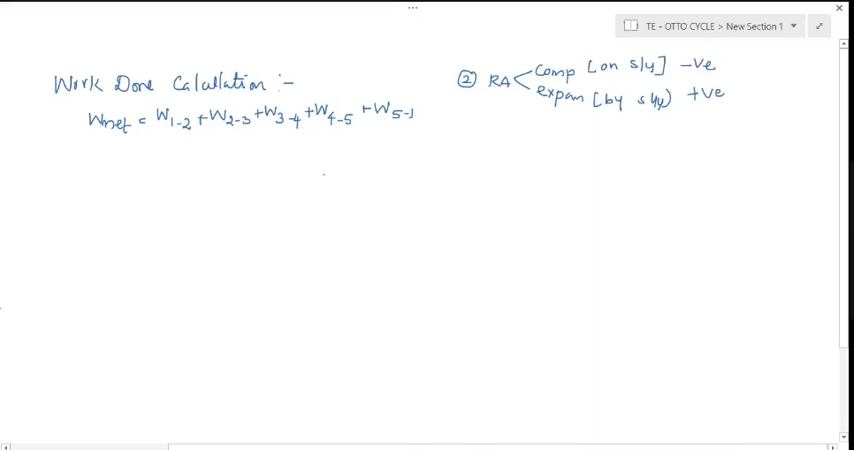 TE - OTTO CYCLE > New Section 1
Work Done Calculation :-
Wnet = W1-2 + W2-3 + W3-4 + W4-5 + W5-1
② RA < Comp [on s/y] -ve
expan [by s/y) +ve